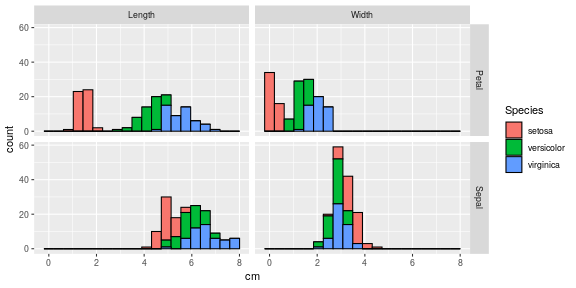 Length
Width
60
40
20
0
Petal
60
40
20
0
Sepal
count
0
2
4
6
8
0
2
4
6
8
cm
Species
setosa
versicolor
virginica